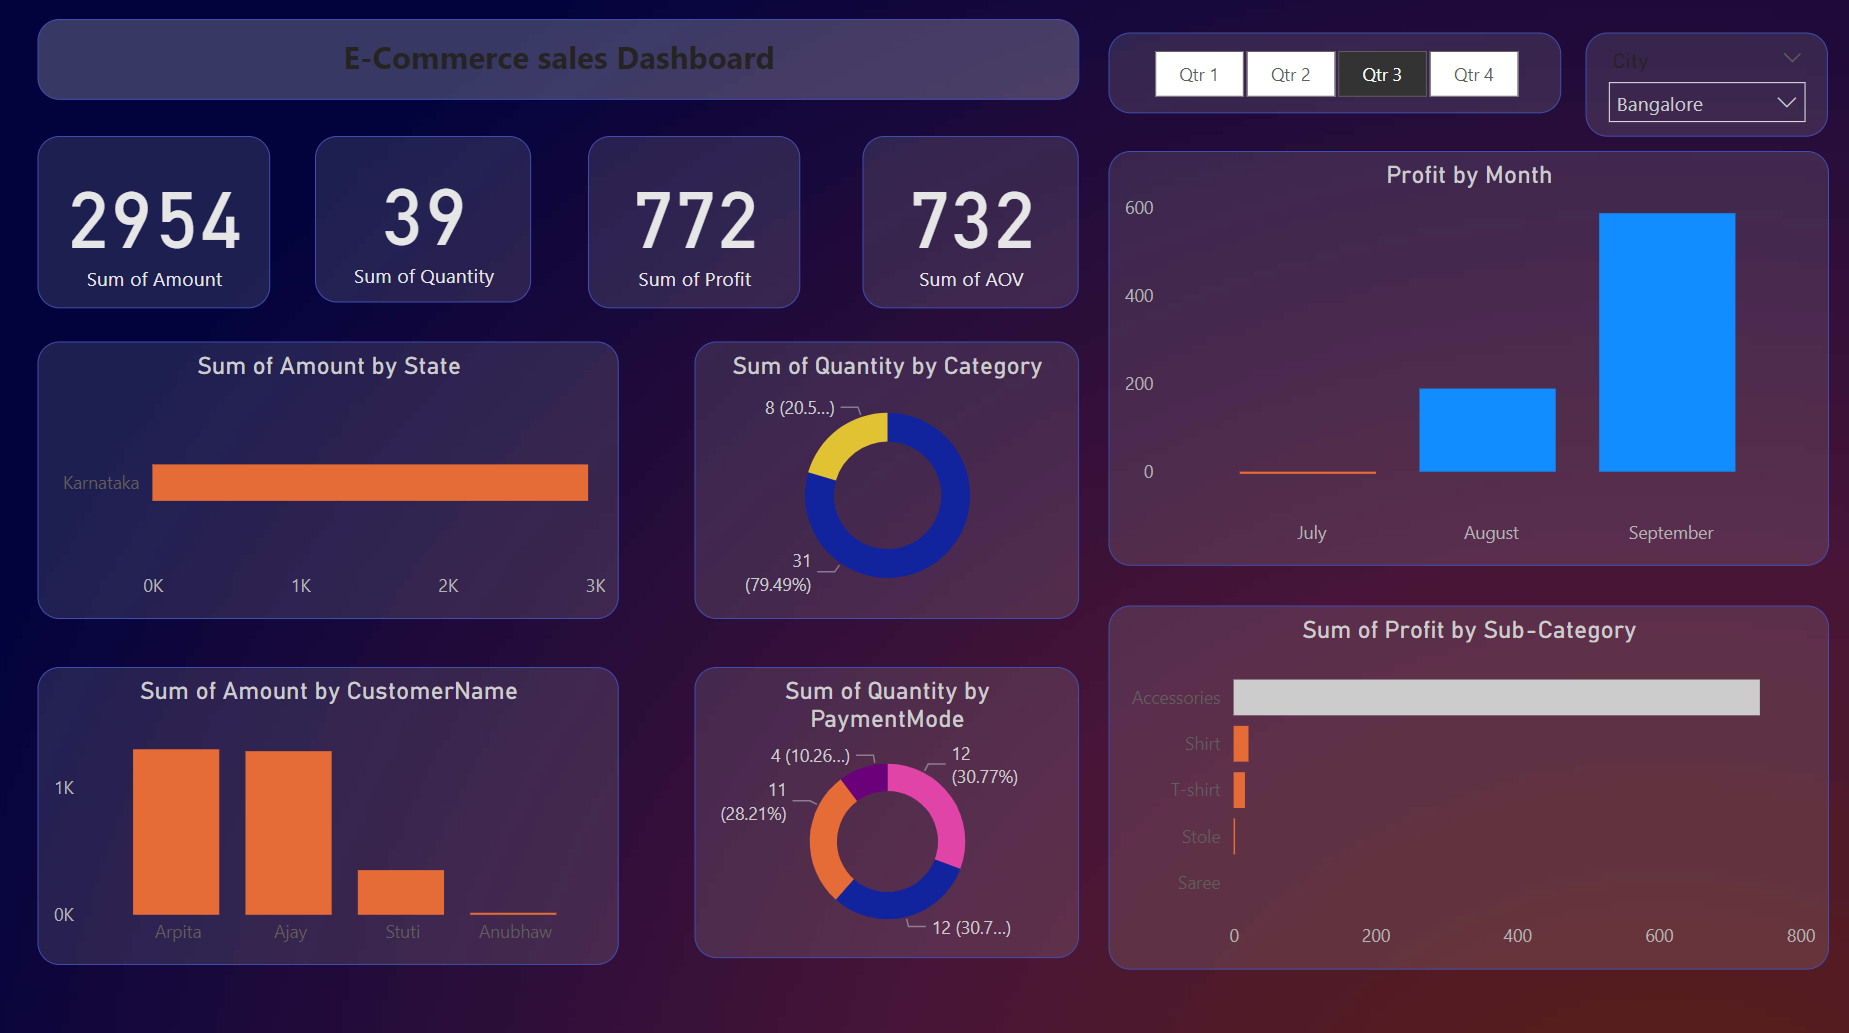 E-Commerce sales Dashboard
Qtr 1
Qtr 2
Qtr 3
Qtr 4
City
Bangalore
2954
Sum of Amount
39
Sum of Quantity
772
Sum of Profit
732
Sum of AOV
Profit by Month
600
400
200
0
July
August
September
Sum of Amount by State
Karnataka
0K
1K
2K
3K
Sum of Quantity by Category
8 (20.5...)
31
(79.49%)
Sum of Profit by Sub-Category
Accessories
Shirt
T-shirt
Stole
Saree
0
200
400
600
800
Sum of Amount by CustomerName
1K
0K
Arpita
Ajay
Stuti
Anubhaw
Sum of Quantity by
PaymentMode
4 (10.26...)
12
(30.77%)
11
(28.21%)
12 (30.7...)